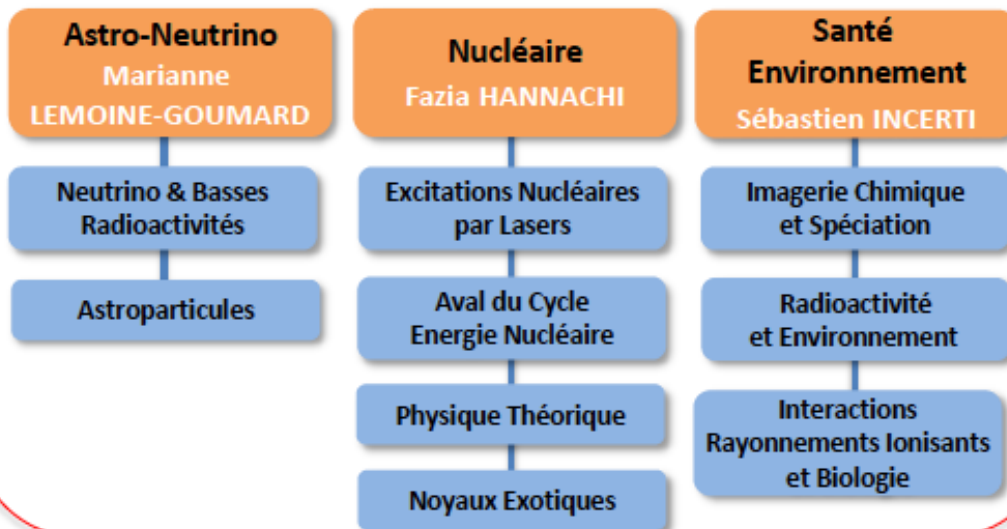 Astro-Neutrino
Marianne
LEMOINE-GOUMARD
Neutrino & Basses
Radioactivités
Astroparticules
Nucléaire
Fazia HANNACHI
Excitations Nucléaires
par Lasers
Aval du Cycle
Energie Nucléaire
Physique Théorique
Noyaux Exotiques
Santé
Environnement
Sébastien INCERTI
Imagerie Chimique
et Spéciation
Radioactivité
et Environnement
Interactions
Rayonnements Ionisants
et Biologie